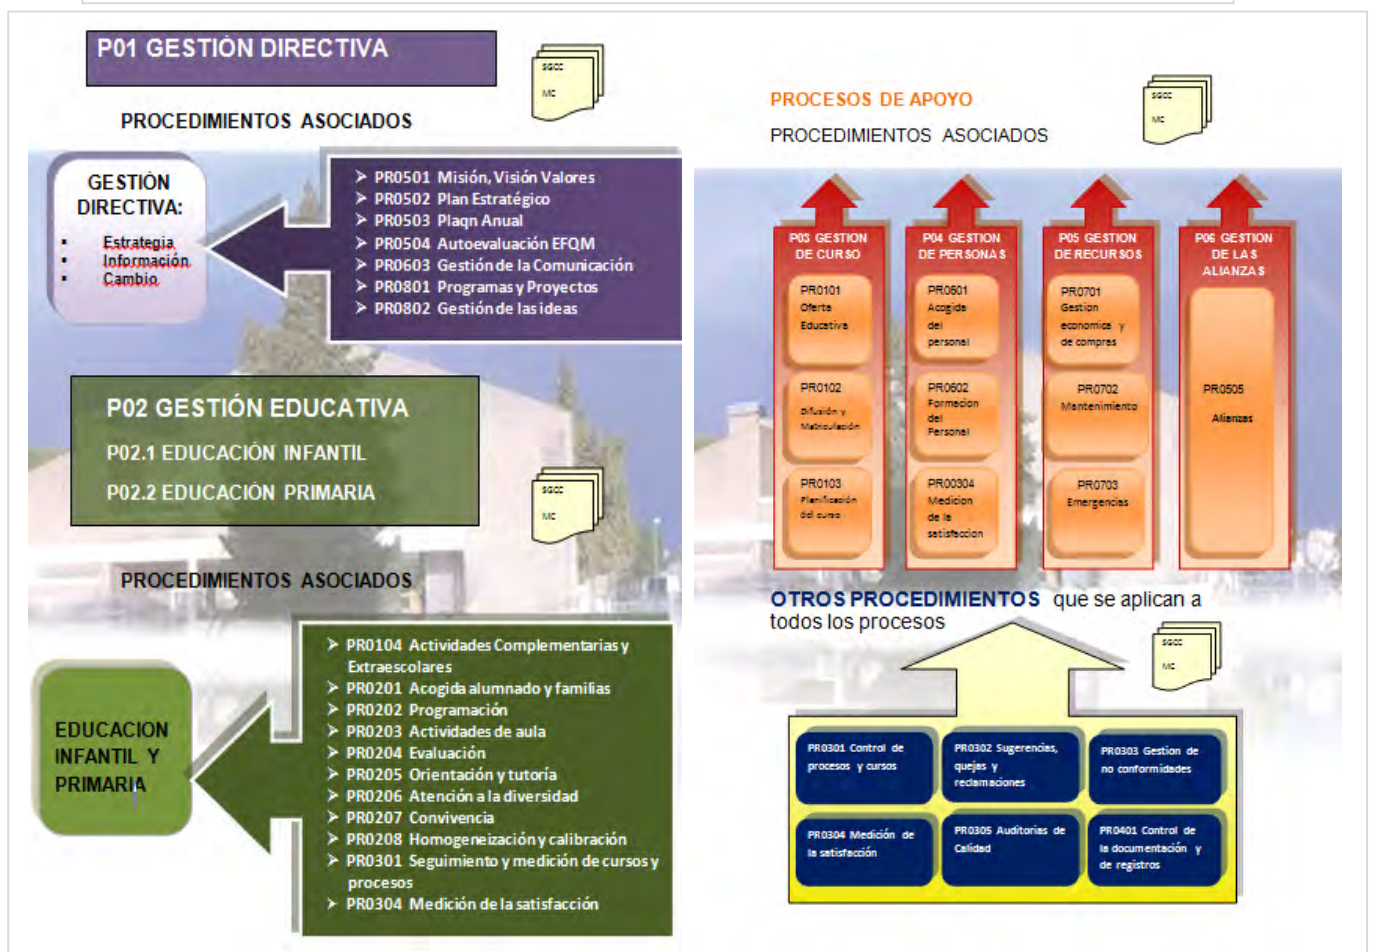 P01 GESTIÓN DIRECTIVA
SGCC
MC
PROCEDIMIENTOS ASOCIADOS
GESTIÓN
DIRECTIVA:
▪ Estrategia
▪ Información
▪ Cambio
➢ PR0501 Misión, Visión Valores
➢ PR0502 Plan Estratégico
➢ PR0503 Plaqn Anual
➢ PR0504 Autoevaluación EFQM
➢ PR0603 Gestión de la Comunicación
➢ PR0801 Programas y Proyectos
➢ PR0802 Gestión de las ideas
P02 GESTIÓN EDUCATIVA
P02.1 EDUCACIÓN INFANTIL
P02.2 EDUCACIÓN PRIMARIA
SGCC
MC
PROCEDIMIENTOS ASOCIADOS
EDUCACION
INFANTIL Y
PRIMARIA
➢ PR0104 Actividades Complementarias y
Extraescolares
➢ PR0201 Acogida alumnado y familias
➢ PR0202 Programación
➢ PR0203 Actividades de aula
➢ PR0204 Evaluación
➢ PR0205 Orientación y tutoría
➢ PR0206 Atención a la diversidad
➢ PR0207 Convivencia
➢ PR0208 Homogeneización y calibración
➢ PR0301 Seguimiento y medición de cursos y
procesos
➢ PR0304 Medición de la satisfacción
PROCESOS DE APOYO
PROCEDIMIENTOS ASOCIADOS
SGCC
MC
P03 GESTION
DE CURSO
PR0101
Oferta
Educativa
PR0102
Difusión y
Matriculación
PR0103
Planificación
del curso
P04 GESTION
DE PERSONAS
PR0601
Acogida
del
personal
PR0602
Formacion
del
Personal
PR00304
Medicion
de la
satisfaccion
P05 GESTION
DE RECURSOS
PR0701
Gestion
economica y
de compras
PR0702
Mantenimiento
PR0703
Emergencias
P06 GESTION
DE LAS
ALIANZAS
PR0505
Alianzas
OTROS PROCEDIMIENTOS que se aplican a
todos los procesos
SGCC
MC
PR0301 Control de
procesos y cursos
PR0302 Sugerencias,
quejas y
reclamaciones
PR0303 Gestion de
no conformidades
PR0304 Medición de
la satisfacción
PR0305 Auditorias de
Calidad
PR0401 Control de
la documentación y
de registros